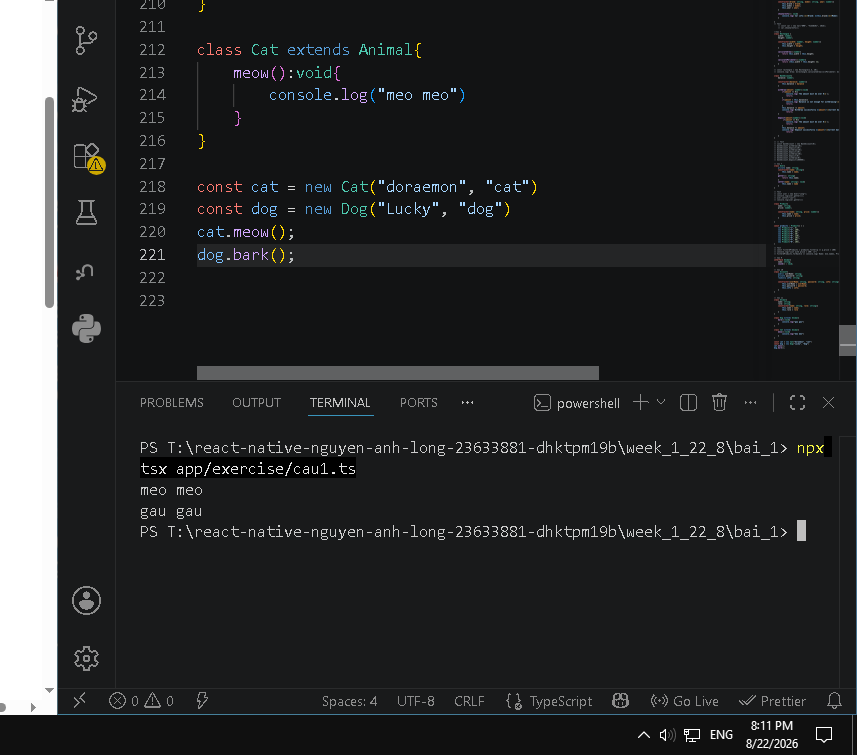 210 }
211
212 class Cat extends Animal{
213 meow():void{
214 console.log("meo meo")
215 }
216 }
217
218 const cat = new Cat("doraemon", "cat")
219 const dog = new Dog("Lucky", "dog")
220 cat.meow();
221 dog.bark();
222
223
PROBLEMS OUTPUT TERMINAL PORTS ... powershell
PS T:\react-native-nguyen-anh-long-23633881-dhktpm19b\week_1_22_8\bai_1> npx
tsx app/exercise/cau1.ts
meo meo
gau gau
PS T:\react-native-nguyen-anh-long-23633881-dhktpm19b\week_1_22_8\bai_1>
0 0 Spaces: 4 UTF-8 CRLF {} TypeScript Go Live Prettier
ENG
8:11 PM
8/22/2026